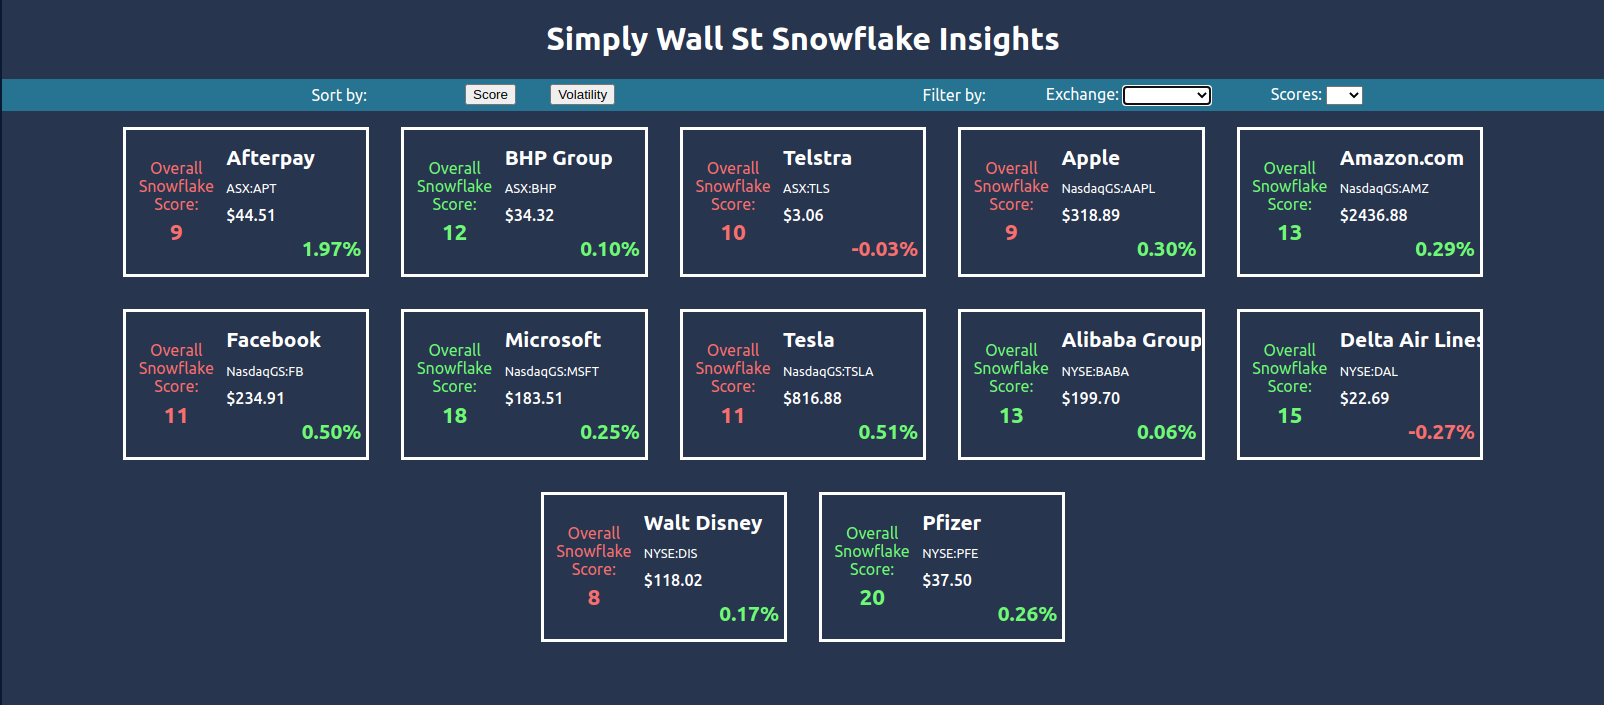 Simply Wall St Snowflake Insights
Sort by: Score Volatility Filter by: Exchange: Scores:
Afterpay
Overall
Snowflake
Score:
9
ASX:APT
$44.51
1.97%
BHP Group
Overall
Snowflake
Score:
12
ASX:BHP
$34.32
0.10%
Telstra
Overall
Snowflake
Score:
10
ASX:TLS
$3.06
-0.03%
Apple
Overall
Snowflake
Score:
9
NasdaqGS:AAPL
$318.89
0.30%
Amazon.com
Overall
Snowflake
Score:
13
NasdaqGS:AMZ
$2436.88
0.29%
Facebook
Overall
Snowflake
Score:
11
NasdaqGS:FB
$234.91
0.50%
Microsoft
Overall
Snowflake
Score:
18
NasdaqGS:MSFT
$183.51
0.25%
Tesla
Overall
Snowflake
Score:
11
NasdaqGS:TSLA
$816.88
0.51%
Alibaba Group
Overall
Snowflake
Score:
13
NYSE:BABA
$199.70
0.06%
Delta Air Lines
Overall
Snowflake
Score:
15
NYSE:DAL
$22.69
-0.27%
Walt Disney
Overall
Snowflake
Score:
8
NYSE:DIS
$118.02
0.17%
Pfizer
Overall
Snowflake
Score:
20
NYSE:PFE
$37.50
0.26%